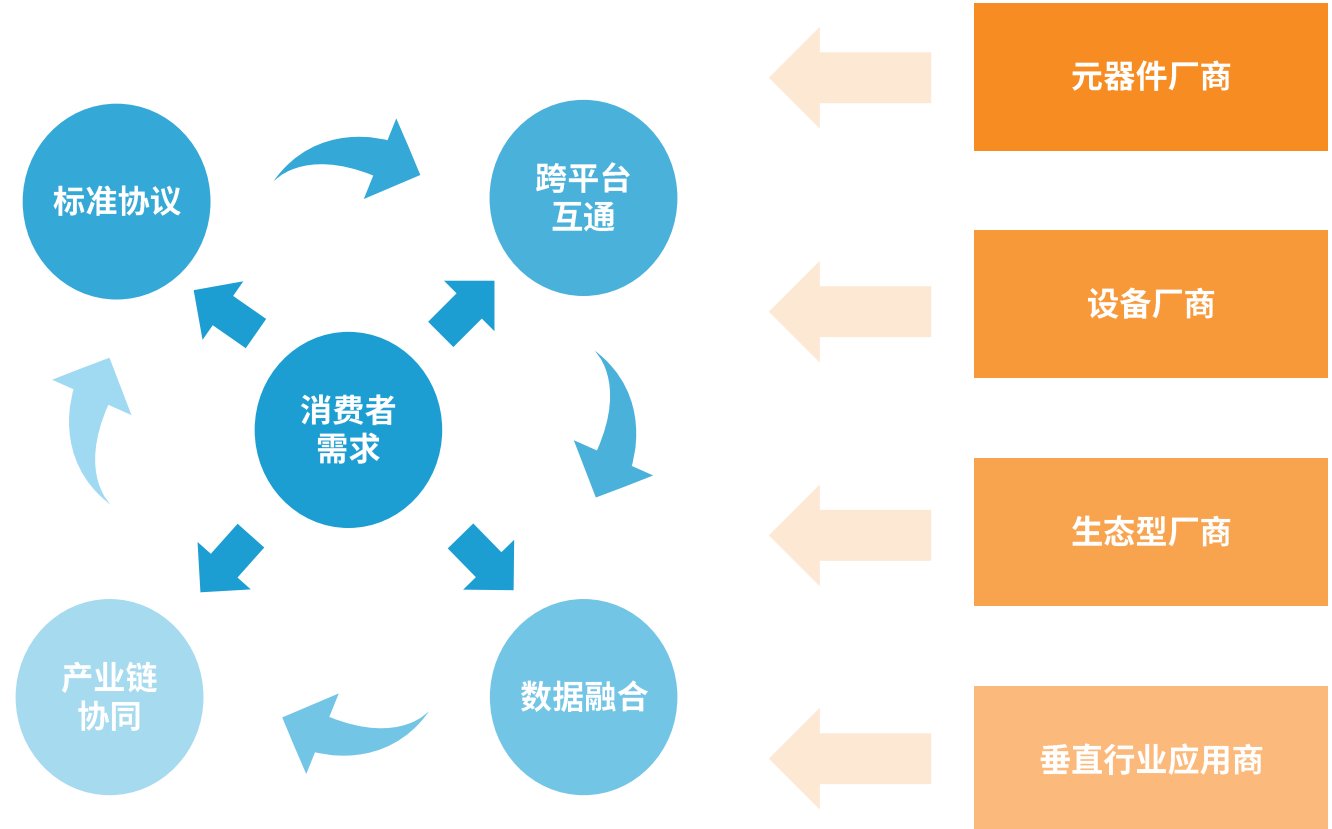 标准协议
跨平台
互通
消费者
需求
产业链
协同
数据融合
元器件厂商
设备厂商
生态型厂商
垂直行业应用商